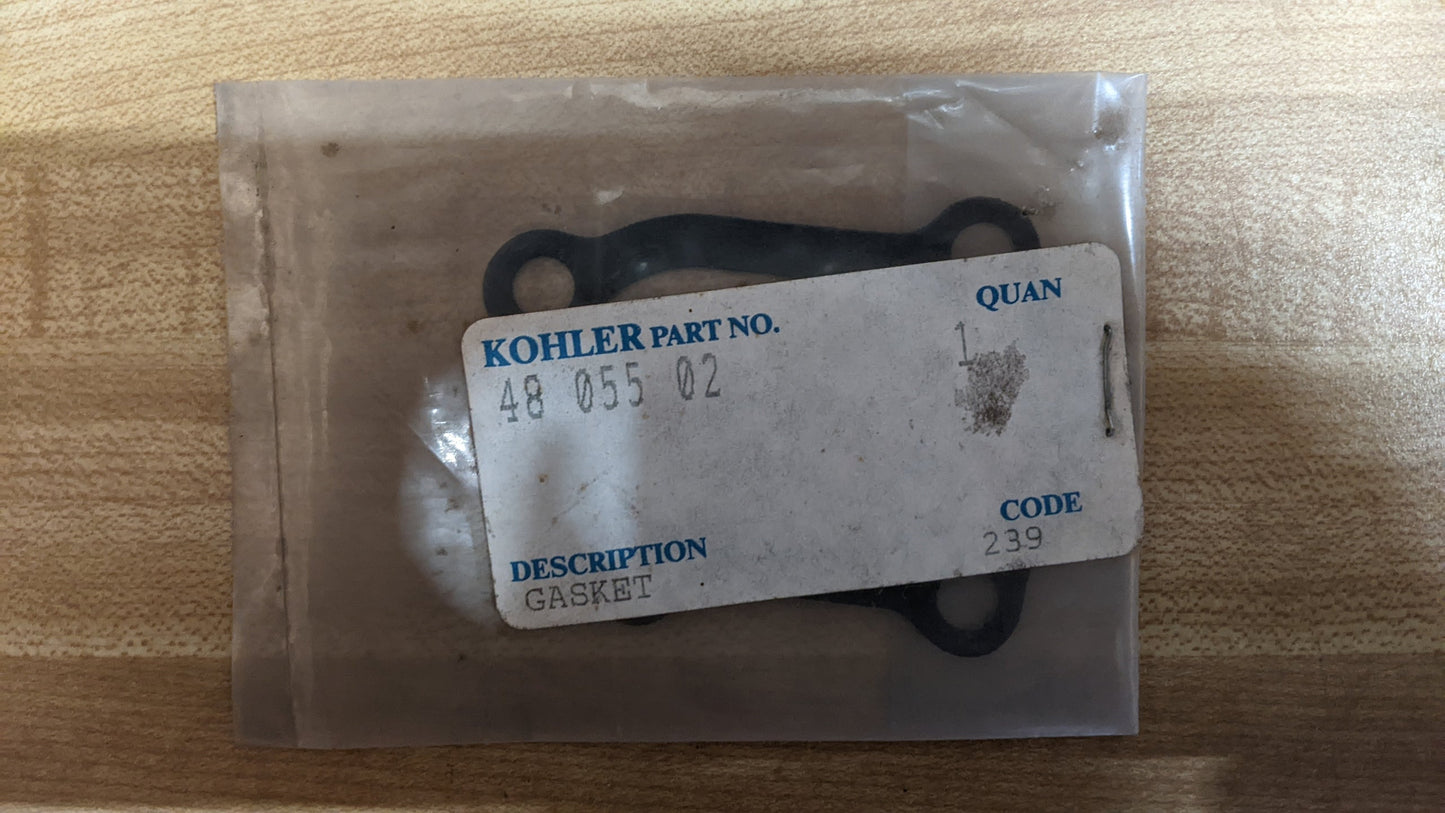 KOHLER PART NO. QUAN
48 055 02 1
DESCRIPTION CODE
GASKET 239